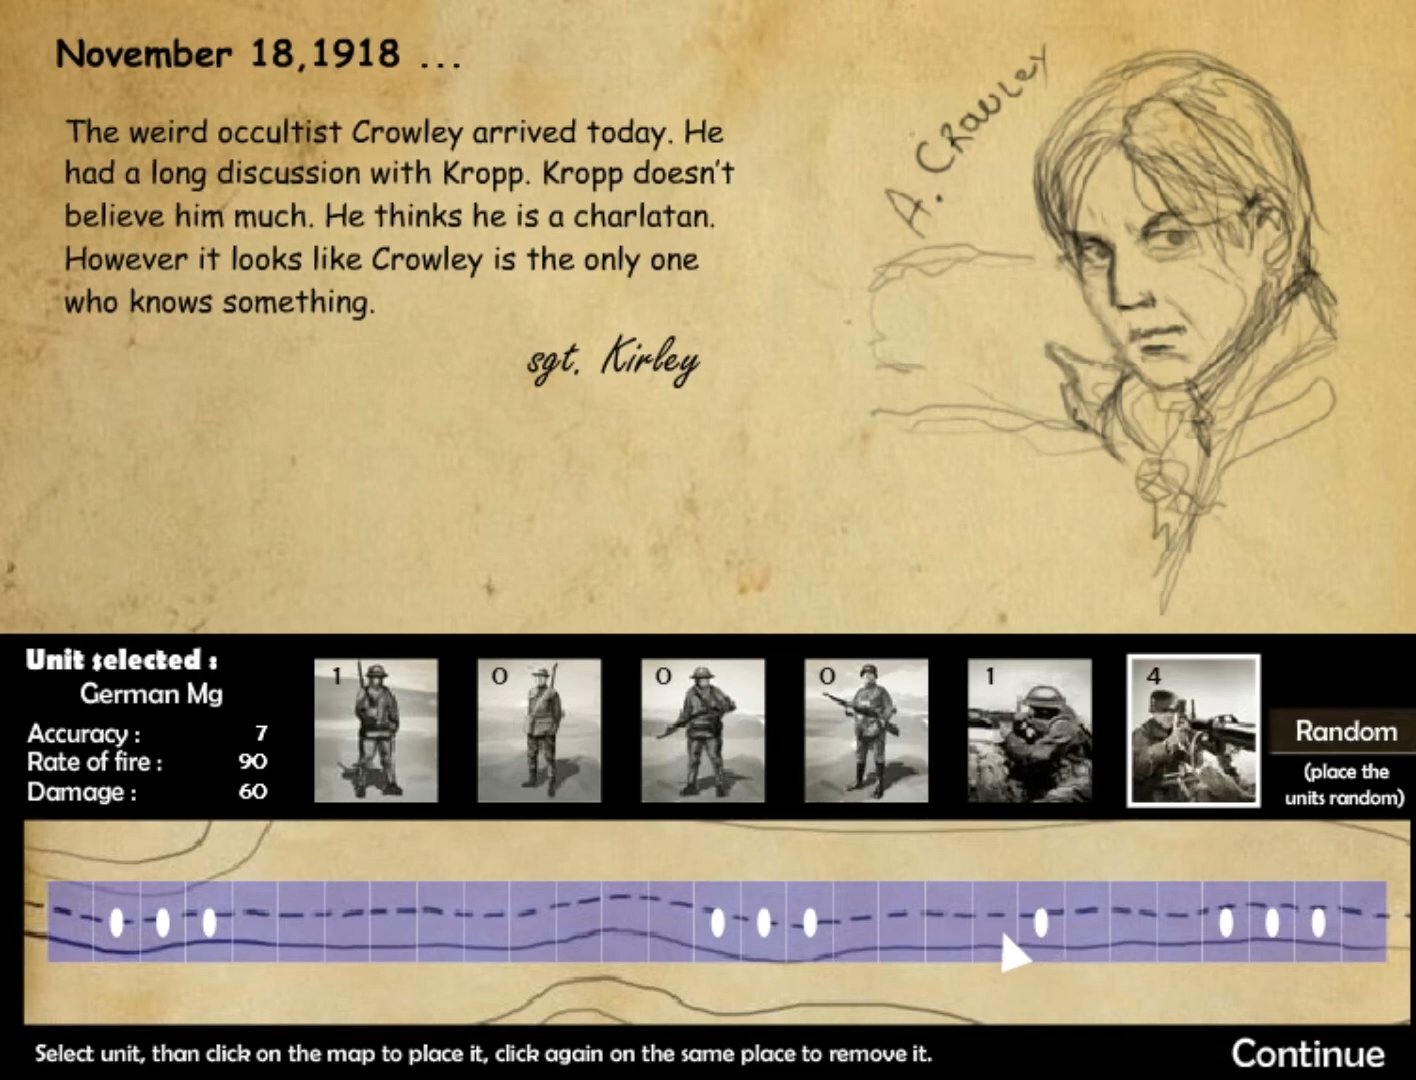 November 18,1918 ...
A. Crowley
The weird occultist Crowley arrived today. He
had a long discussion with Kropp. Kropp doesn't
believe him much. He thinks he is a charlatan.
However it looks like Crowley is the only one
who knows something.
sgt. Kirley
Unit selected :
German Mg
Accuracy : 7
Rate of fire : 90
Damage : 60
1 0 0 0 1 4
Random
(place the
units random)
Select unit, than click on the map to place it, click again on the same place to remove it.
Continue